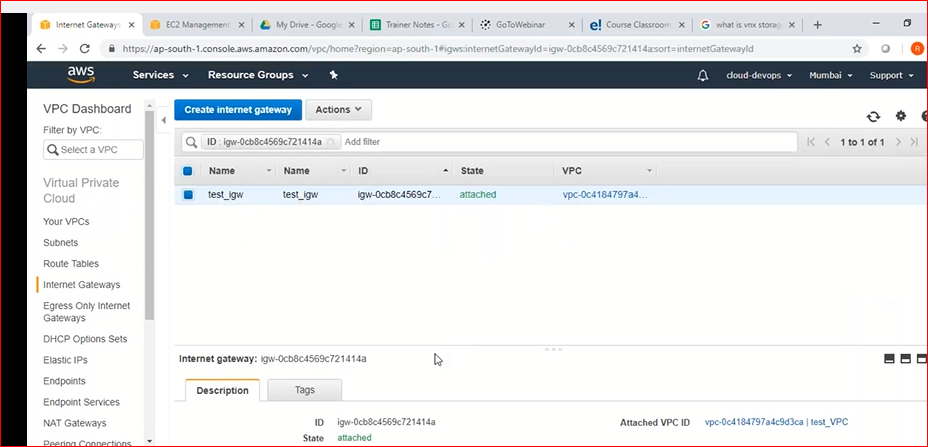 Internet Gateways
EC2 Management
My Drive - Google
Trainer Notes - Go
GoToWebinar
Course Classroom
what is vnx storag
https://ap-south-1.console.aws.amazon.com/vpc/home?region=ap-south-1#igws:internetGatewayId=igw-0cb8c4569c721414a;sort=internetGatewayId
R
aws Services Resource Groups cloud-devops Mumbai Support
VPC Dashboard
Filter by VPC:
Select a VPC
Virtual Private
Cloud
Your VPCs
Subnets
Route Tables
Internet Gateways
Egress Only Internet
Gateways
DHCP Options Sets
Elastic IPs
Endpoints
Endpoint Services
NAT Gateways
Peering Connections
Create internet gateway Actions
ID : igw-0cb8c4569c721414a Add filter 1 to 1 of 1
Name Name ID State VPC
test_igw test_igw igw-0cb8c4569c7... attached vpc-0c4184797a4...
Internet gateway: igw-0cb8c4569c721414a
Description Tags
ID igw-0cb8c4569c721414a Attached VPC ID vpc-0c4184797a4c9d3ca | test_VPC
State attached